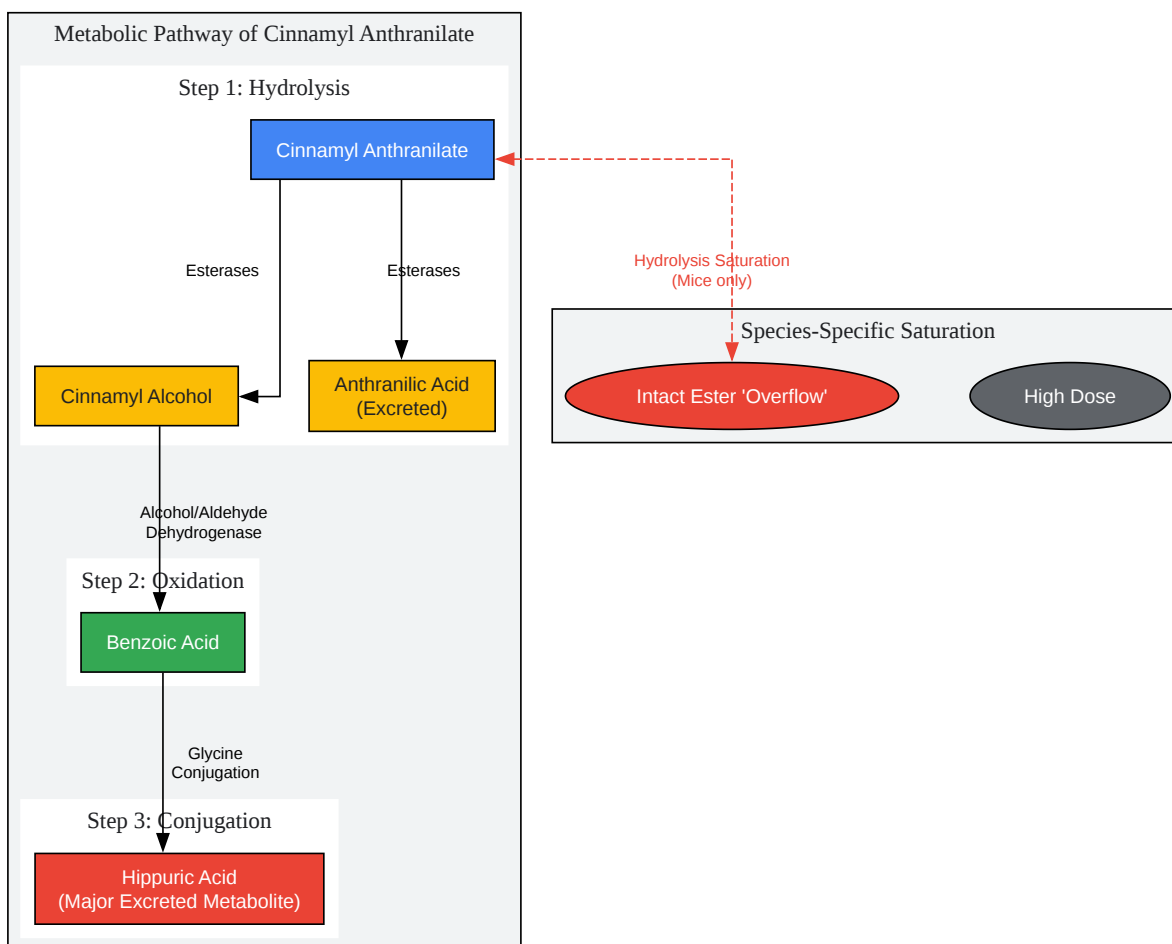 Metabolic Pathway of Cinnamyl Anthranilate
Step 1: Hydrolysis
Cinnamyl Anthranilate
Esterases
Esterases
Hydrolysis Saturation
(Mice only)
Species-Specific Saturation
Cinnamyl Alcohol
Anthranilic Acid
(Excreted)
Intact Ester 'Overflow'
High Dose
Alcohol/Aldehyde
Dehydrogenase
Step 2: Oxidation
Benzoic Acid
Glycine
Conjugation
Step 3: Conjugation
Hippuric Acid
(Major Excreted Metabolite)